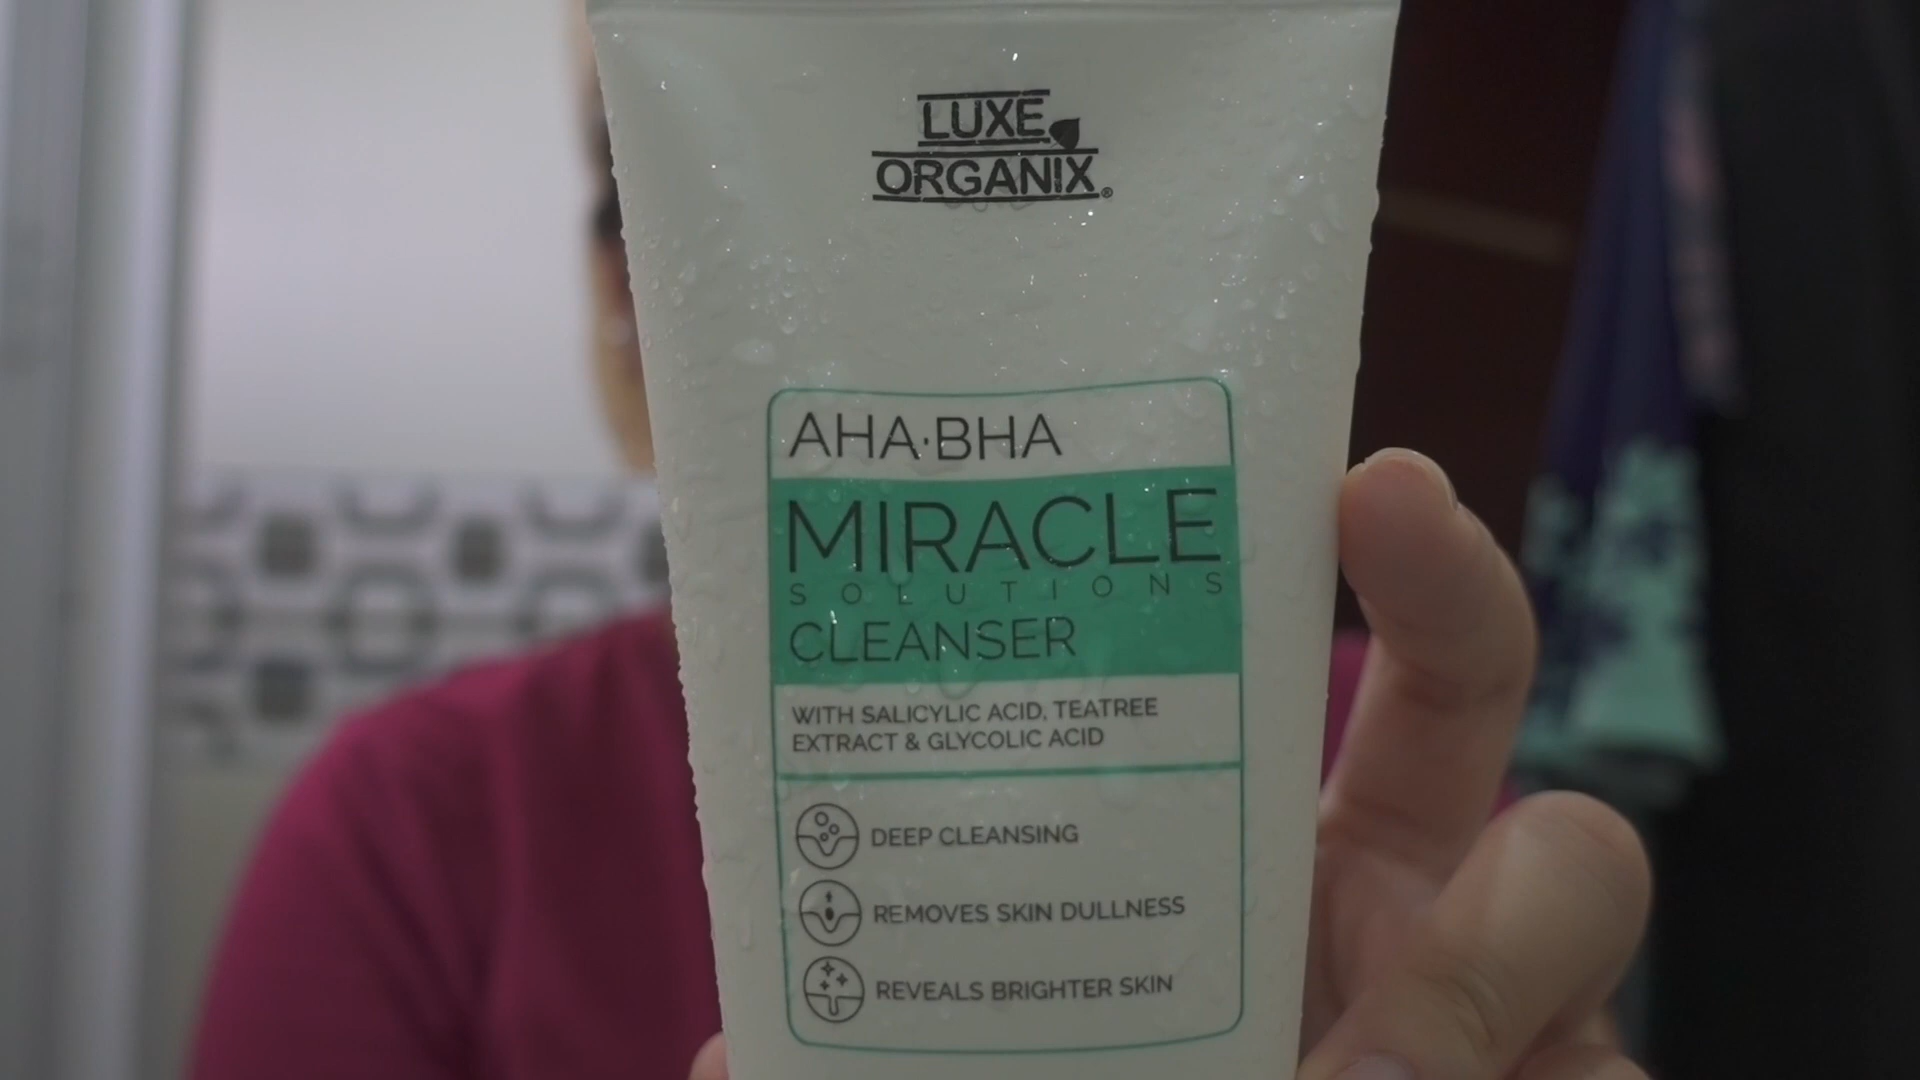 LUXE
ORGANIX®
AHA·BHA
MIRACLE
SOLUTIONS
CLEANSER
WITH SALICYLIC ACID, TEATREE
EXTRACT & GLYCOLIC ACID
DEEP CLEANSING
REMOVES SKIN DULLNESS
REVEALS BRIGHTER SKIN